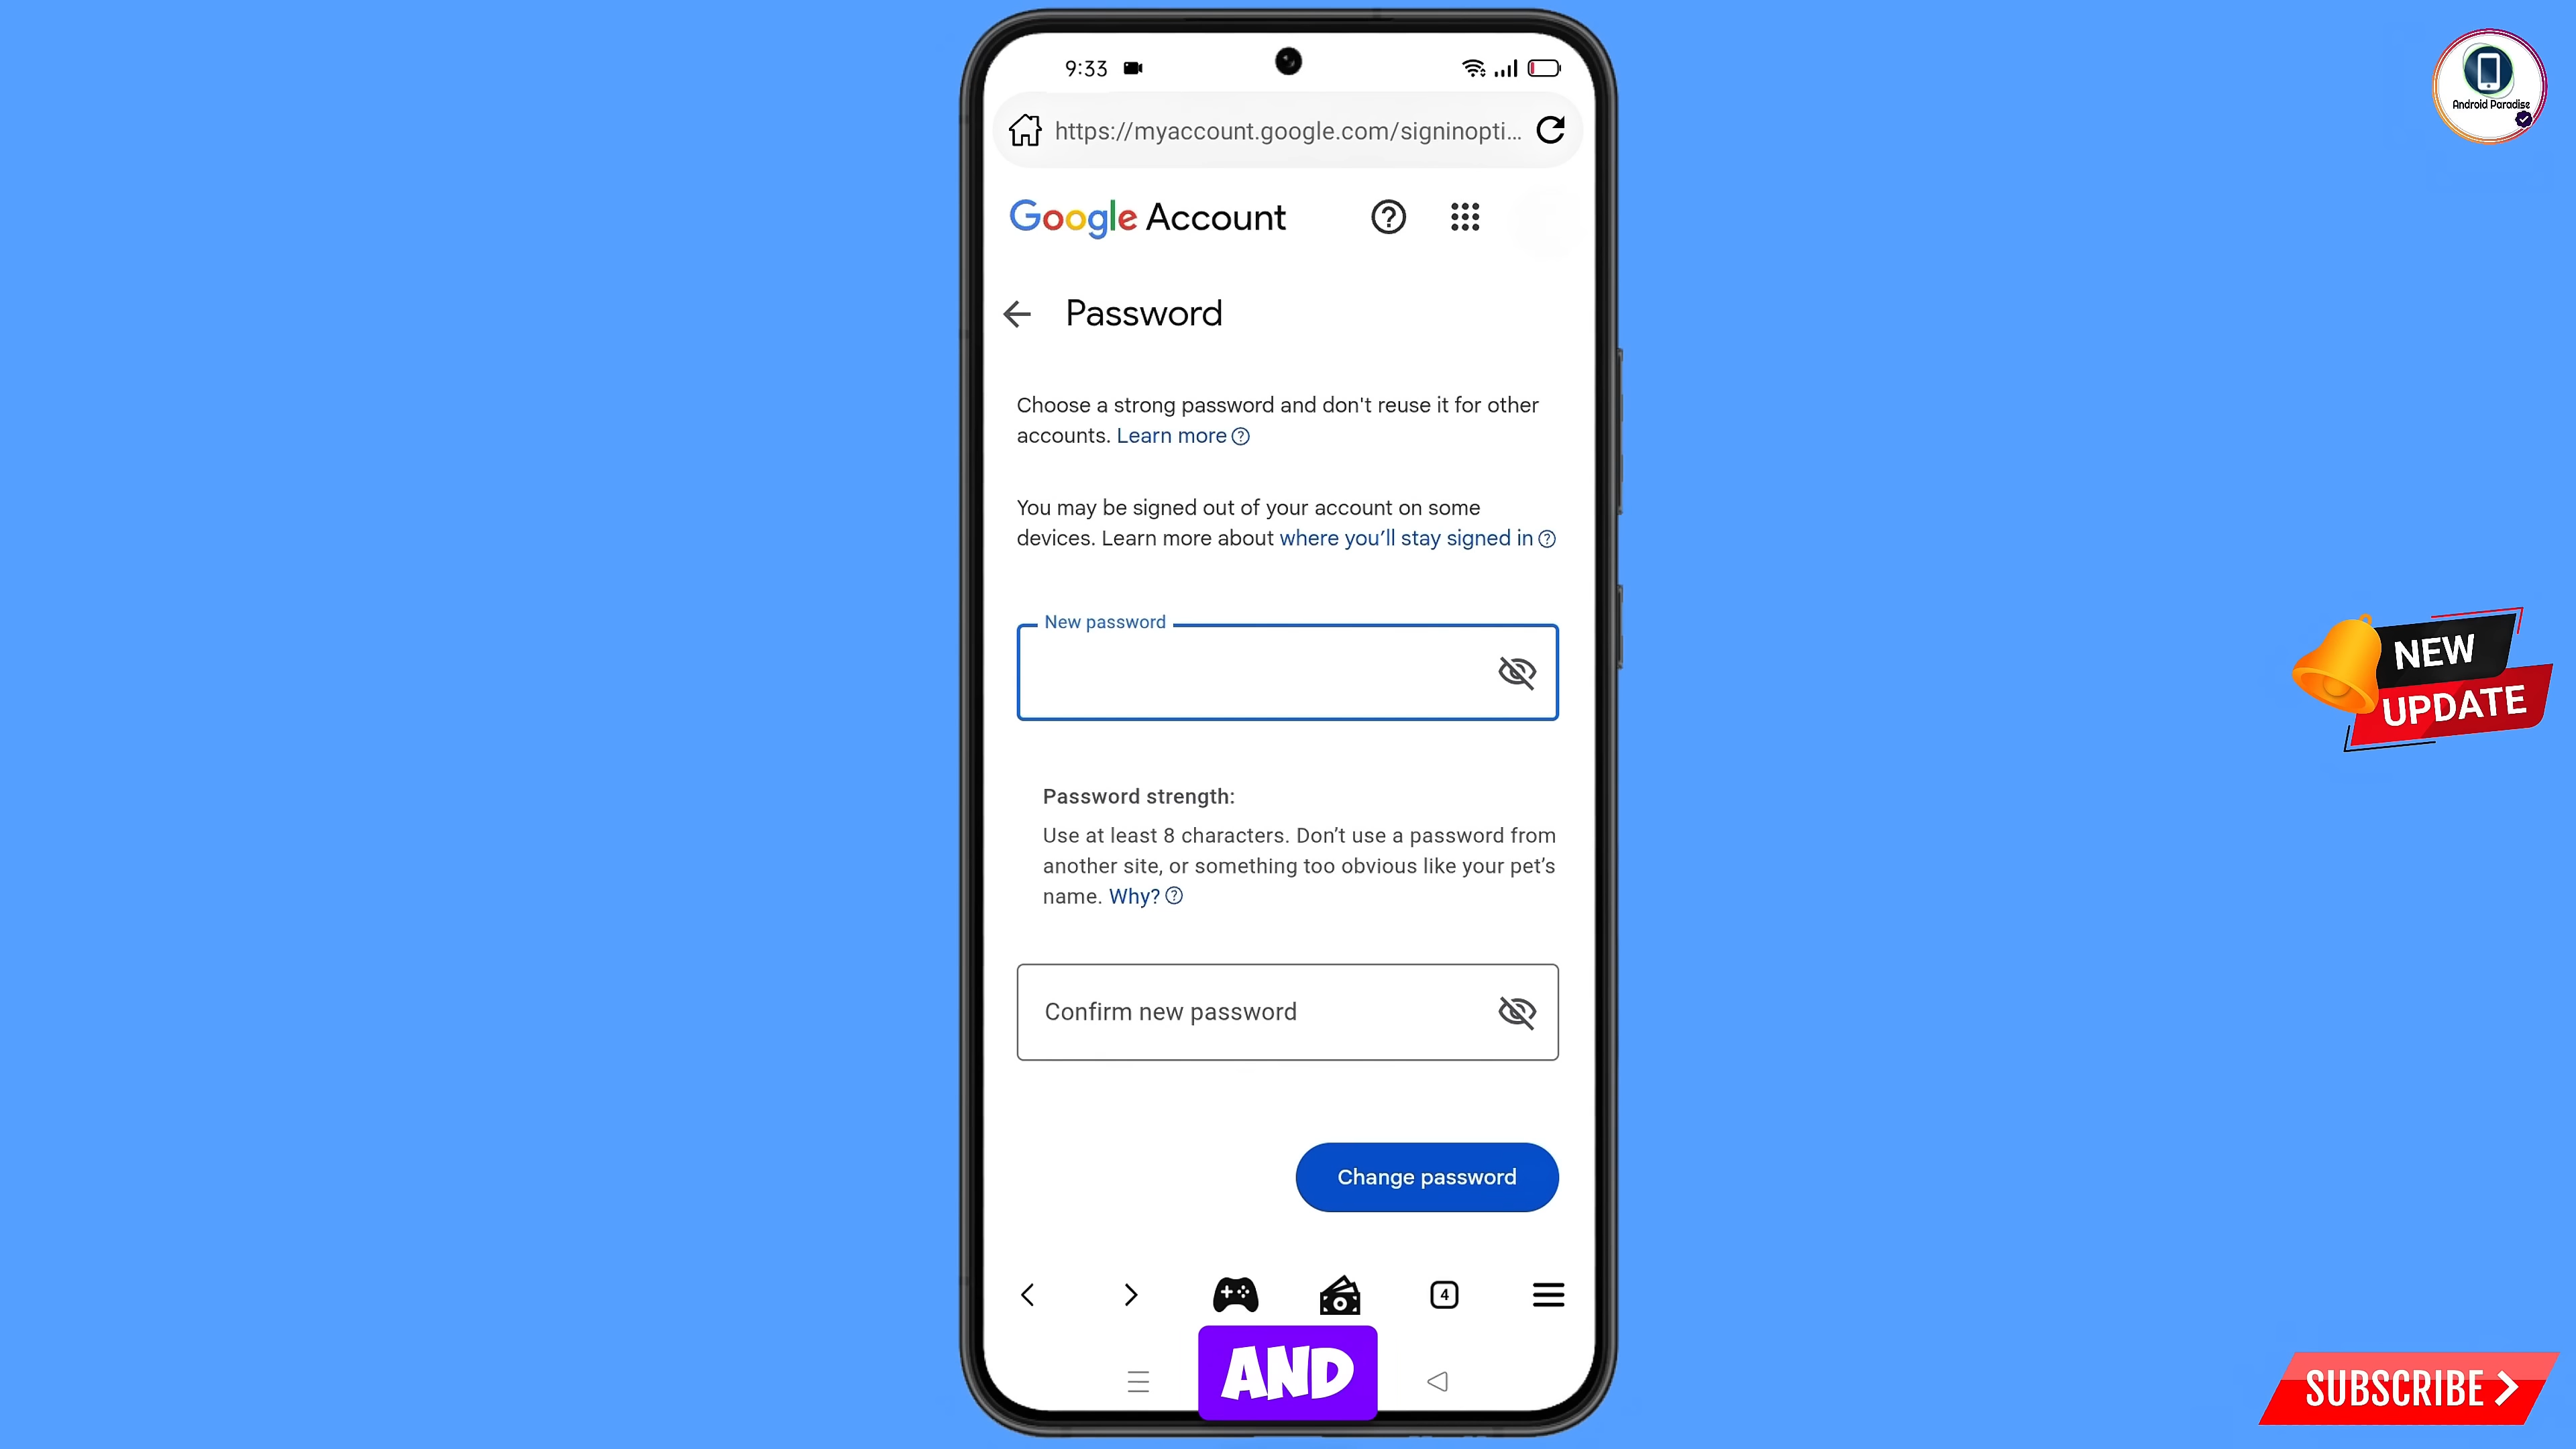 9:33
Android Paradise
https://myaccount.google.com/signinopti...
Google Account
Password
Choose a strong password and don't reuse it for other
accounts. Learn more
You may be signed out of your account on some
devices. Learn more about where you’ll stay signed in
New password
NEW
UPDATE
Password strength:
Use at least 8 characters. Don’t use a password from
another site, or something too obvious like your pet’s
name. Why?
Confirm new password
Change password
4
AND
SUBSCRIBE